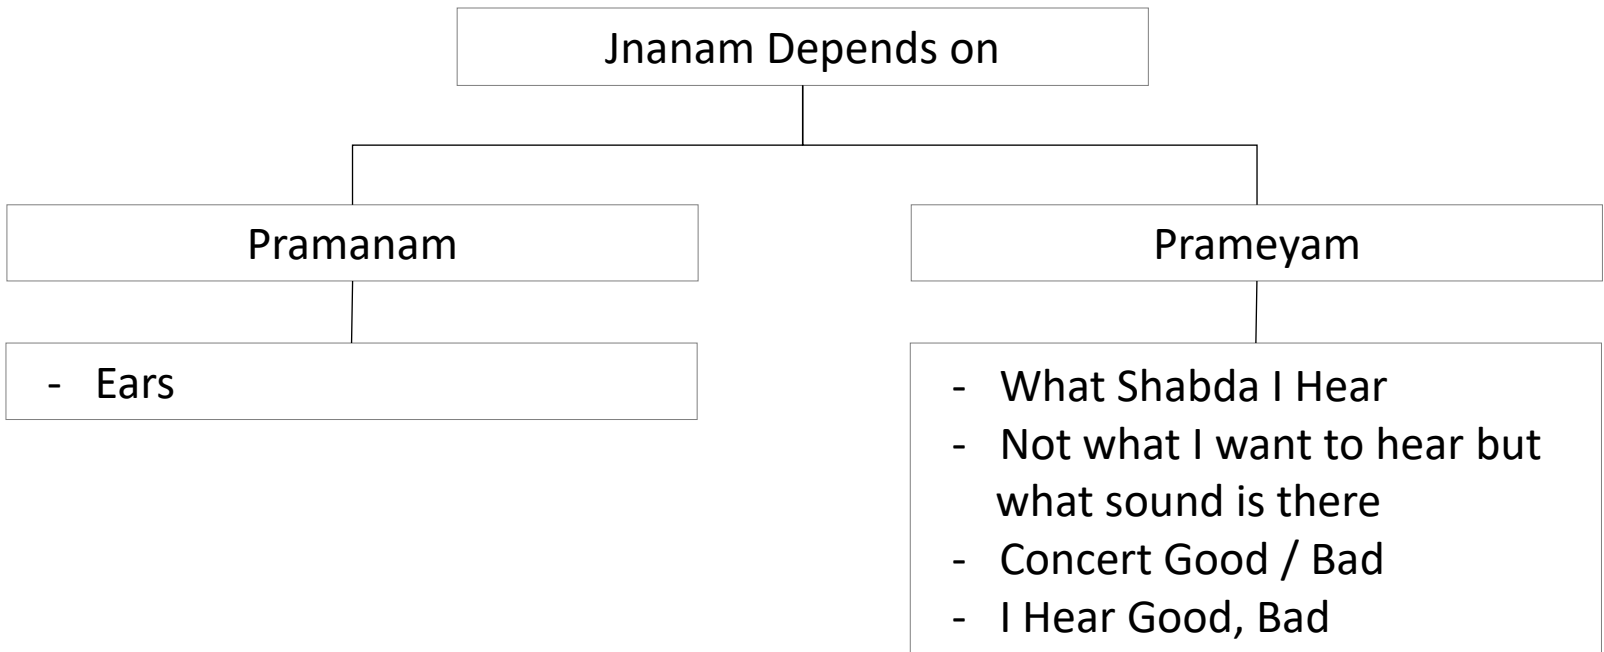 Jnanam Depends on
Pramanam
Prameyam
- Ears
- What Shabda I Hear
- Not what I want to hear but
what sound is there
- Concert Good / Bad
- I Hear Good, Bad